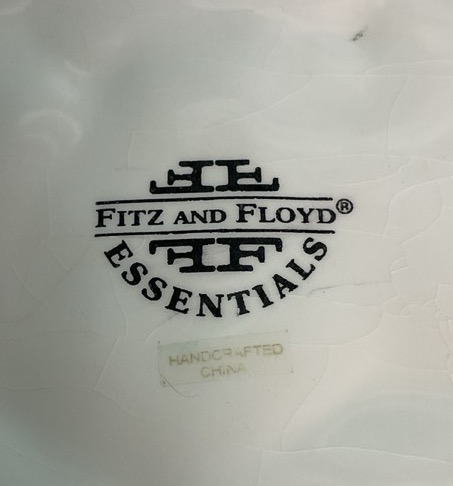 FITZ AND FLOYD®
ESSENTIALS
HANDCRAFTED
CHINA